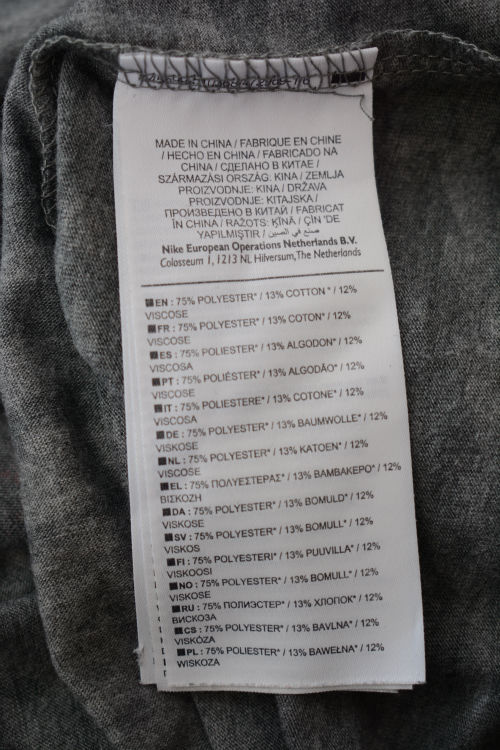 MADE IN CHINA / FABRIQUE EN CHINE
/ HECHO EN CHINA / FABRICADO NA
CHINA / СДЕЛАНО В КИТАЕ /
SZÁRMAZÁSI ORSZÁG: KINA / ZEMLJA
PROIZVODNJE: KINA / DRŽAVA
PROIZVODNJE: KITAJSKA /
ПРОИЗВЕДЕНО В КИТАЙ / FABRICAT
ÎN CHINA / RAŽOTS: ĶĪNĀ / ÇİN 'DE
YAPILMIŞTIR / صنع في الصين
Nike European Operations Netherlands B.V.
Colosseum 1, 1213 NL Hilversum, The Netherlands
EN : 75% POLYESTER* / 13% COTTON * / 12%
VISCOSE
FR : 75% POLYESTER* / 13% COTON* / 12%
VISCOSE
ES : 75% POLIESTER* / 13% ALGODON* / 12%
VISCOSA
PT : 75% POLIÉSTER* / 13% ALGODÃO* / 12%
VISCOSE
IT : 75% POLIESTERE* / 13% COTONE* / 12%
VISCOSA
DE : 75% POLYESTER* / 13% BAUMWOLLE* / 12%
VISKOSE
NL : 75% POLYESTER* / 13% KATOEN* / 12%
VISCOSE
EL : 75% ΠΟΛΥΕΣΤΕΡΑΣ* / 13% ΒΑΜΒΑΚΕΡΟ* / 12%
ΒΙΣΚΟΖΗ
DA : 75% POLYESTER* / 13% BOMULD* / 12%
VISKOSE
SV : 75% POLYESTER* / 13% BOMULL* / 12%
VISKOS
FI : 75% POLYESTERI* / 13% PUUVILLA* / 12%
VISKOOSI
NO : 75% POLYESTER* / 13% BOMULL* / 12%
VISKOSE
RU : 75% ПОЛИЭСТЕР* / 13% ХЛОПОК* / 12%
ВИСКОЗА
CS : 75% POLYESTER* / 13% BAVLNA* / 12%
VISKÓZA
PL : 75% POLIESTER* / 13% BAWEŁNA* / 12%
WISKOZA